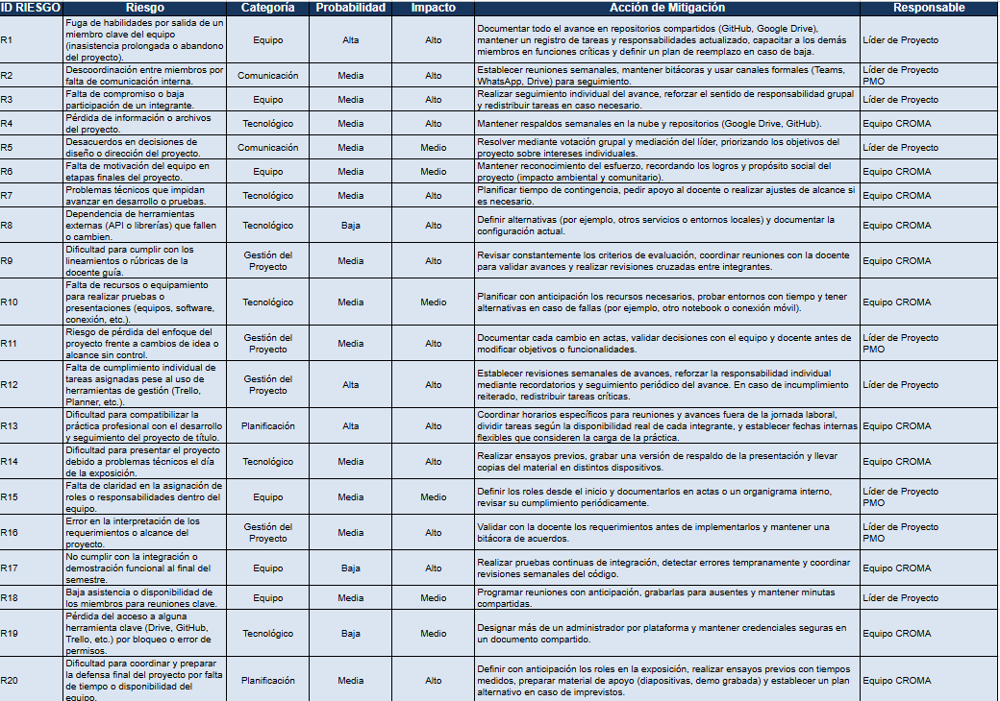 ID RIESGO Riesgo Categoría Probabilidad Impacto Acción de Mitigación Responsable
R1
Fuga de habilidades por salida de un
miembro clave del equipo
(inasistencia prolongada o abandono
del proyecto).
Equipo
Alta
Alto
Documentar todo el avance en repositorios compartidos (GitHub, Google Drive),
mantener un registro de tareas y responsabilidades actualizado, capacitar a los demás
miembros en funciones críticas y definir un plan de reemplazo en caso de baja.
Líder de Proyecto
R2
Descoordinación entre miembros por
falta de comunicación interna.
Comunicación
Media
Alto
Establecer reuniones semanales, mantener bitácoras y usar canales formales (Teams,
WhatsApp, Drive) para seguimiento.
Líder de Proyecto
PMO
R3
Falta de compromiso o baja
participación de un integrante.
Equipo
Media
Alto
Realizar seguimiento individual del avance, reforzar el sentido de responsabilidad grupal
y redistribuir tareas en caso necesario.
Líder de Proyecto
R4
Pérdida de información o archivos
del proyecto.
Tecnológico
Media
Alto
Mantener respaldos semanales en la nube y repositorios (Google Drive, GitHub).
Equipo CROMA
R5
Desacuerdos en decisiones de
diseño o dirección del proyecto.
Comunicación
Media
Medio
Resolver mediante votación grupal y mediación del líder, priorizando los objetivos del
proyecto sobre intereses individuales.
Líder de Proyecto
R6
Falta de motivación del equipo en
etapas finales del proyecto.
Equipo
Media
Medio
Mantener reconocimiento del esfuerzo, recordando los logros y propósito social del
proyecto (impacto ambiental y comunitario).
Equipo CROMA
R7
Problemas técnicos que impidan
avanzar en desarrollo o pruebas.
Tecnológico
Media
Alto
Planificar tiempo de contingencia, pedir apoyo al docente o realizar ajustes de alcance si
es necesario.
Equipo CROMA
R8
Dependencia de herramientas
externas (API o librerías) que fallen
o cambien.
Tecnológico
Baja
Alto
Definir alternativas (por ejemplo, otros servicios o entornos locales) y documentar la
configuración actual.
Equipo CROMA
R9
Dificultad para cumplir con los
lineamientos o rúbricas de la
docente guía.
Gestión del
Proyecto
Media
Alto
Revisar constantemente los criterios de evaluación, coordinar reuniones con la docente
para validar avances y realizar revisiones cruzadas entre integrantes.
Equipo CROMA
R10
Falta de recursos o equipamiento
para realizar pruebas o
presentaciones (equipos, software,
conexión, etc.).
Tecnológico
Media
Medio
Planificar con anticipación los recursos necesarios, probar entornos con tiempo y tener
alternativas en caso de fallas (por ejemplo, otro notebook o conexión móvil).
Equipo CROMA
R11
Riesgo de pérdida del enfoque del
proyecto frente a cambios de idea o
alcance sin control.
Gestión del
Proyecto
Media
Alto
Documentar cada cambio en actas, validar decisiones con el equipo y docente antes de
modificar objetivos o funcionalidades.
Líder de Proyecto
PMO
R12
Falta de cumplimiento individual de
tareas asignadas pese al uso de
herramientas de gestión (Trello,
Planner, etc.).
Gestión del
Proyecto
Alta
Alto
Establecer revisiones semanales de avances, reforzar la responsabilidad individual
mediante recordatorios y seguimiento periódico del avance. En caso de incumplimiento
reiterado, redistribuir tareas críticas.
Líder de Proyecto
R13
Dificultad para compatibilizar la
práctica profesional con el desarrollo
y seguimiento del proyecto de título.
Planificación
Alta
Alto
Coordinar horarios específicos para reuniones y avances fuera de la jornada laboral,
dividir tareas según la disponibilidad real de cada integrante, y establecer fechas internas
flexibles que consideren la carga de la práctica.
Equipo CROMA
R14
Dificultad para presentar el proyecto
debido a problemas técnicos el día
de la exposición.
Tecnológico
Media
Alto
Realizar ensayos previos, grabar una versión de respaldo de la presentación y llevar
copias del material en distintos dispositivos.
Equipo CROMA
R15
Falta de claridad en la asignación de
roles o responsabilidades dentro del
equipo.
Equipo
Media
Medio
Definir los roles desde el inicio y documentarlos en actas o un organigrama interno,
revisar su cumplimiento periódicamente.
Líder de Proyecto
PMO
R16
Error en la interpretación de los
requerimientos o alcance del
proyecto.
Gestión del
Proyecto
Media
Alto
Validar con la docente los requerimientos antes de implementarlos y mantener una
bitácora de acuerdos.
Líder de Proyecto
PMO
R17
No cumplir con la integración o
demostración funcional al final del
semestre.
Equipo
Baja
Alto
Realizar pruebas continuas de integración, detectar errores tempranamente y coordinar
revisiones semanales del código.
Equipo CROMA
R18
Baja asistencia o disponibilidad de
los miembros para reuniones clave.
Equipo
Media
Medio
Programar reuniones con anticipación, grabarlas para ausentes y mantener minutas
compartidas.
Líder de Proyecto
R19
Pérdida del acceso a alguna
herramienta clave (Drive, GitHub,
Trello, etc.) por bloqueo o error de
permisos.
Tecnológico
Baja
Medio
Designar más de un administrador por plataforma y mantener credenciales seguras en
un documento compartido.
Equipo CROMA
R20
Dificultad para coordinar y preparar
la defensa final del proyecto por falta
de tiempo o disponibilidad del
equipo.
Planificación
Media
Alto
Definir con anticipación los roles en la exposición, realizar ensayos previos con tiempos
medidos, preparar material de apoyo (diapositivas, demo grabada) y establecer un plan
alternativo en caso de imprevistos.
Equipo CROMA